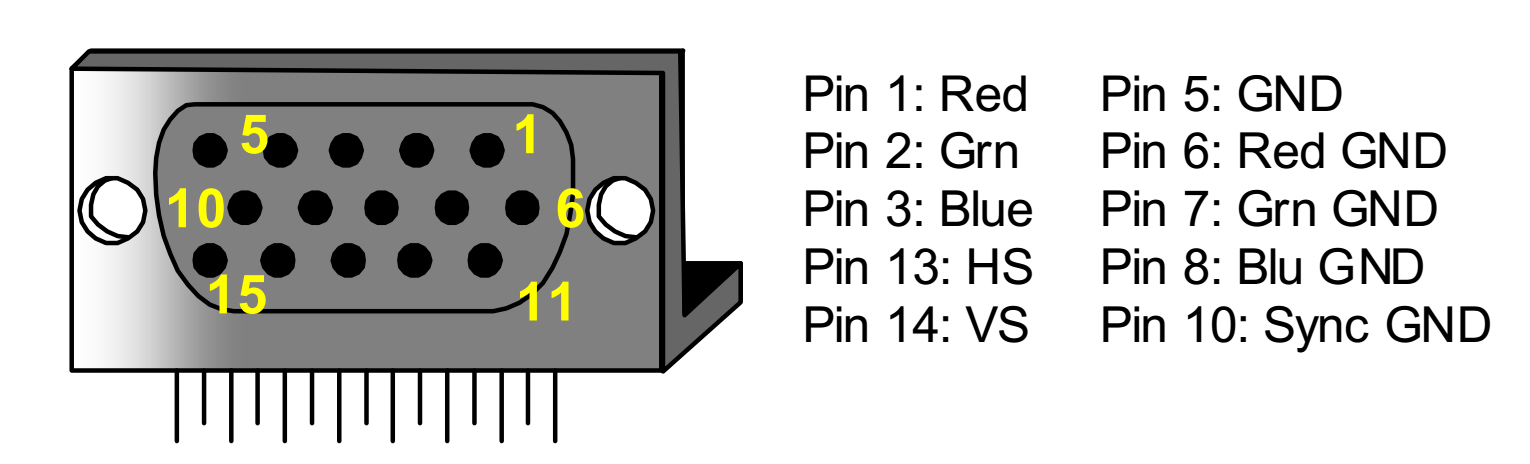 5 1
10 6
15 11
Pin 1: Red Pin 5: GND
Pin 2: Grn Pin 6: Red GND
Pin 3: Blue Pin 7: Grn GND
Pin 13: HS Pin 8: Blu GND
Pin 14: VS Pin 10: Sync GND